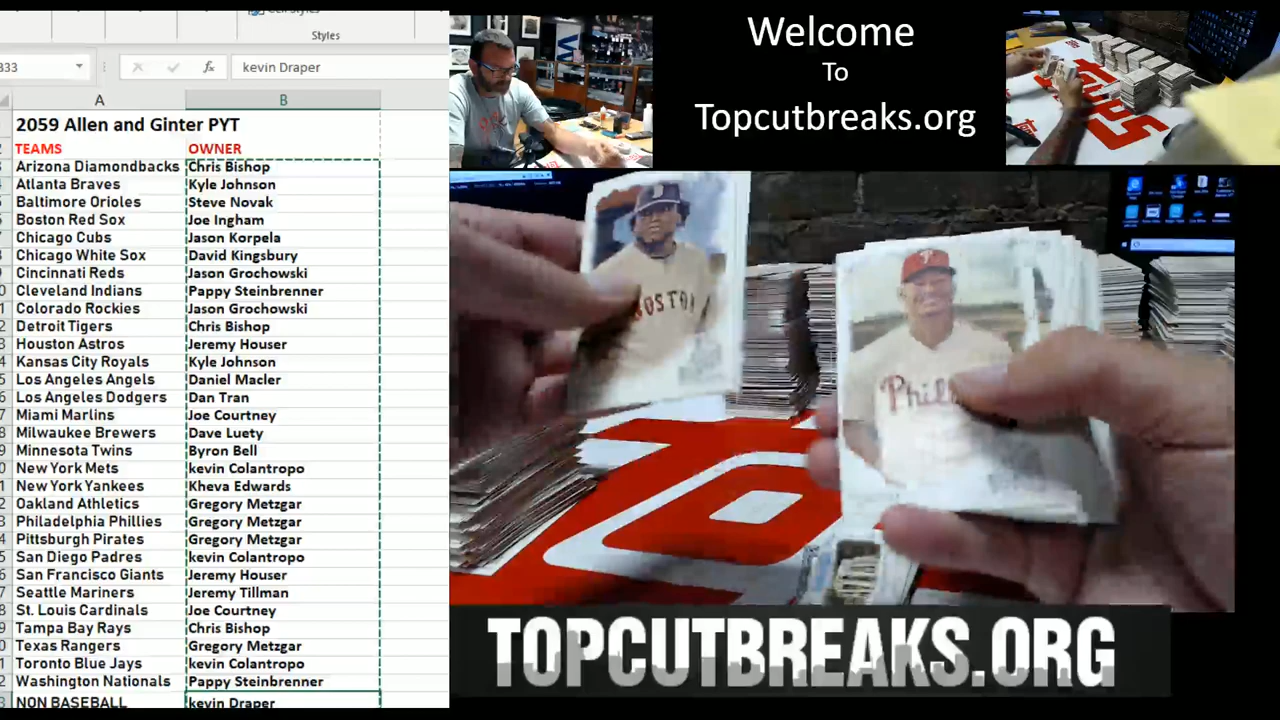 Styles
B33
fx
kevin Draper
A B
2059 Allen and Ginter PYT
TEAMS OWNER
Arizona Diamondbacks Chris Bishop
Atlanta Braves Kyle Johnson
Baltimore Orioles Steve Novak
Boston Red Sox Joe Ingham
Chicago Cubs Jason Korpela
Chicago White Sox David Kingsbury
Cincinnati Reds Jason Grochowski
Cleveland Indians Pappy Steinbrenner
Colorado Rockies Jason Grochowski
Detroit Tigers Chris Bishop
Houston Astros Jeremy Houser
Kansas City Royals Kyle Johnson
Los Angeles Angels Daniel Macler
Los Angeles Dodgers Dan Tran
Miami Marlins Joe Courtney
Milwaukee Brewers Dave Luety
Minnesota Twins Byron Bell
New York Mets kevin Colantropo
New York Yankees Kheva Edwards
Oakland Athletics Gregory Metzgar
Philadelphia Phillies Gregory Metzgar
Pittsburgh Pirates Gregory Metzgar
San Diego Padres kevin Colantropo
San Francisco Giants Jeremy Houser
Seattle Mariners Jeremy Tillman
St. Louis Cardinals Joe Courtney
Tampa Bay Rays Chris Bishop
Texas Rangers Gregory Metzgar
Toronto Blue Jays kevin Colantropo
Washington Nationals Pappy Steinbrenner
NON BASEBALL kevin Draper
Welcome
To
Topcutbreaks.org
topps
BOSTON
Phil
TOPCUTBREAKS.ORG